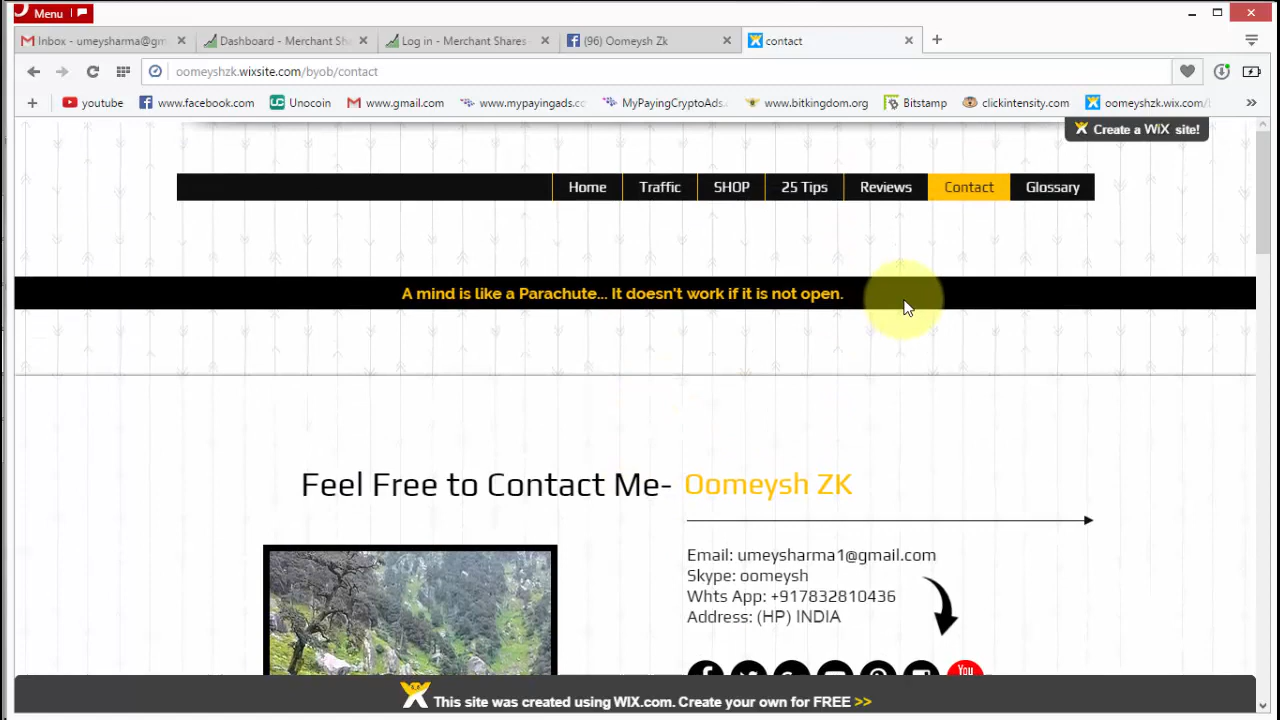 Menu
Inbox - umeysharma@gm
Dashboard - Merchant Sha
Log in - Merchant Shares
(96) Oomeysh Zk
contact
oomeyshzk.wixsite.com/byob/contact
youtube
www.facebook.com
Unocoin
www.gmail.com
www.mypayingads.cc
MyPayingCryptoAds.
www.bitkingdom.org
Bitstamp
clickintensity.com
oomeyshzk.wix.com/
Create a WiX site!
Home
Traffic
SHOP
25 Tips
Reviews
Contact
Glossary
A mind is like a Parachute... It doesn't work if it is not open.
Feel Free to Contact Me- Oomeysh ZK
Email: umeysharma1@gmail.com
Skype: oomeysh
Whts App: +917832810436
Address: (HP) INDIA
You
This site was created using WIX.com. Create your own for FREE >>